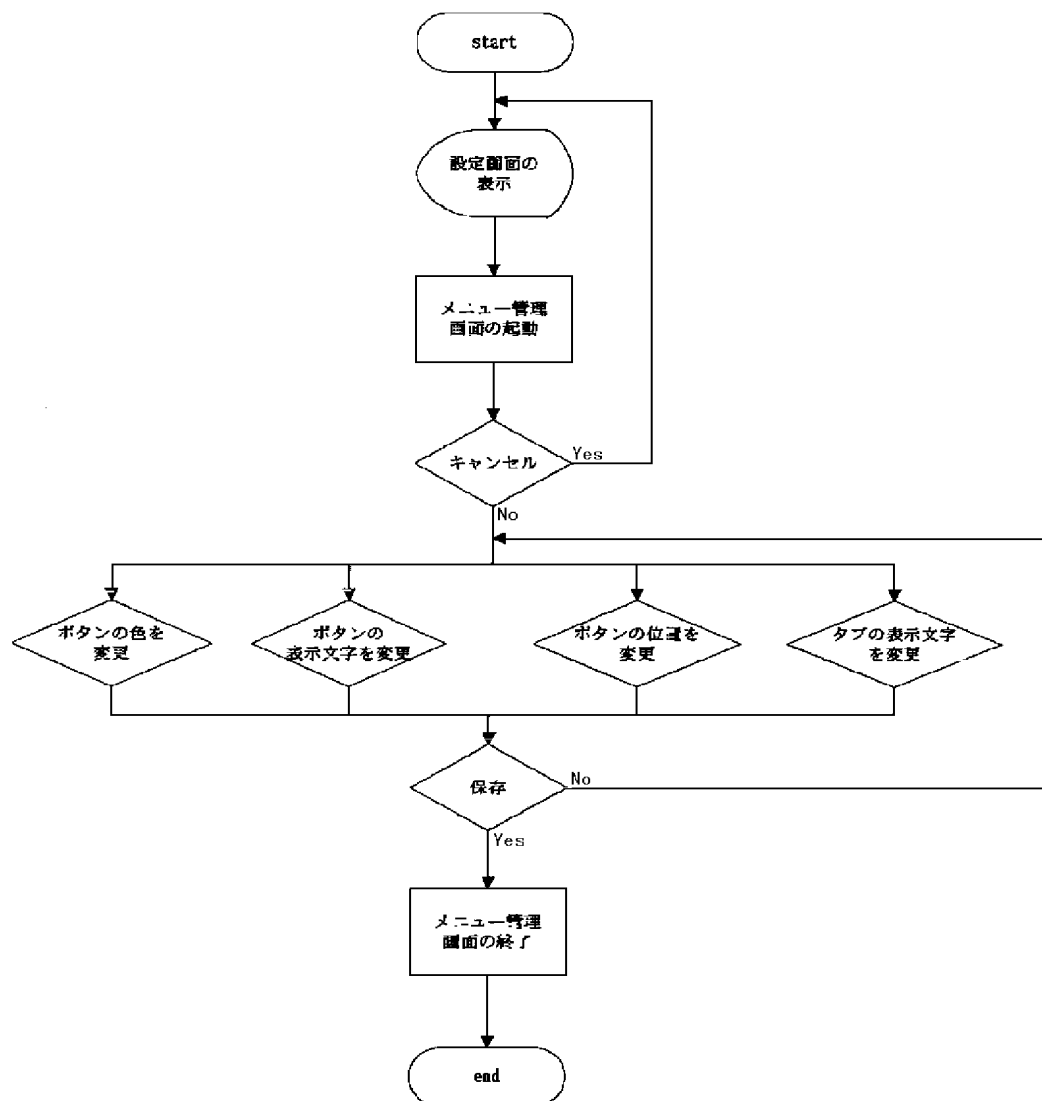 start
設定画面の
表示
メニュー管理
画面の起動
キャンセル
Yes
No
ボタンの色を
変更
ボタンの
表示文字を変更
ボタンの位置を
変更
タブの表示文字
を変更
保存
No
Yes
メニュー管理
画面の終了
end